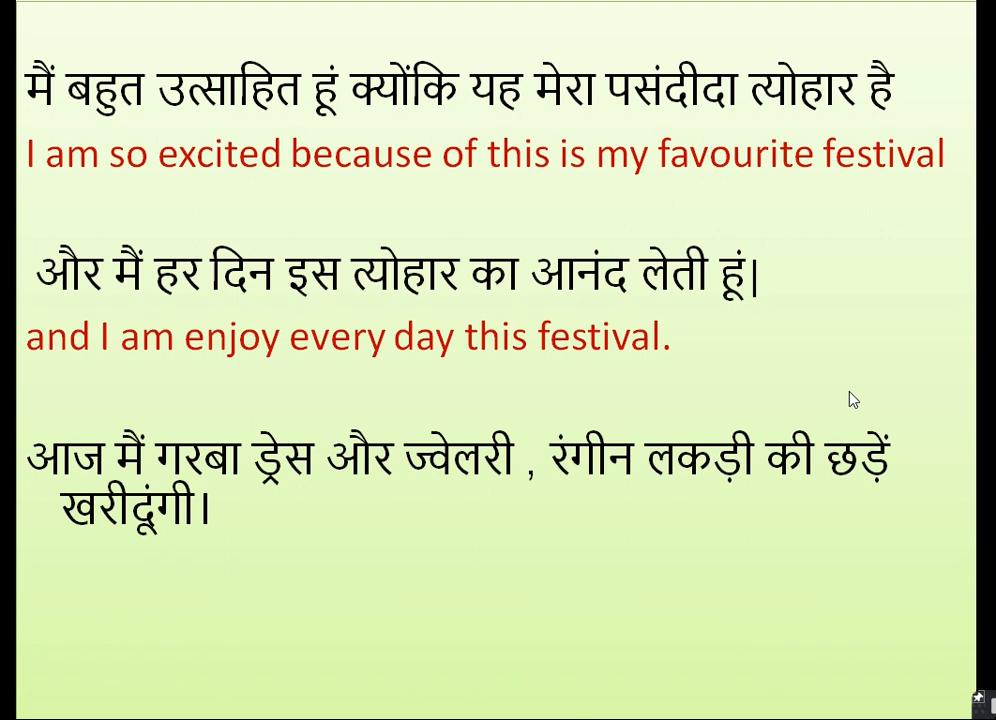 मैं बहुत उत्साहित हूं क्योंकि यह मेरा पसंदीदा त्योहार है
I am so excited because of this is my favourite festival
और मैं हर दिन इस त्योहार का आनंद लेती हूं|
and I am enjoy every day this festival.
आज मैं गरबा ड्रेस और ज्वेलरी , रंगीन लकड़ी की छड़ें
खरीदूंगी।